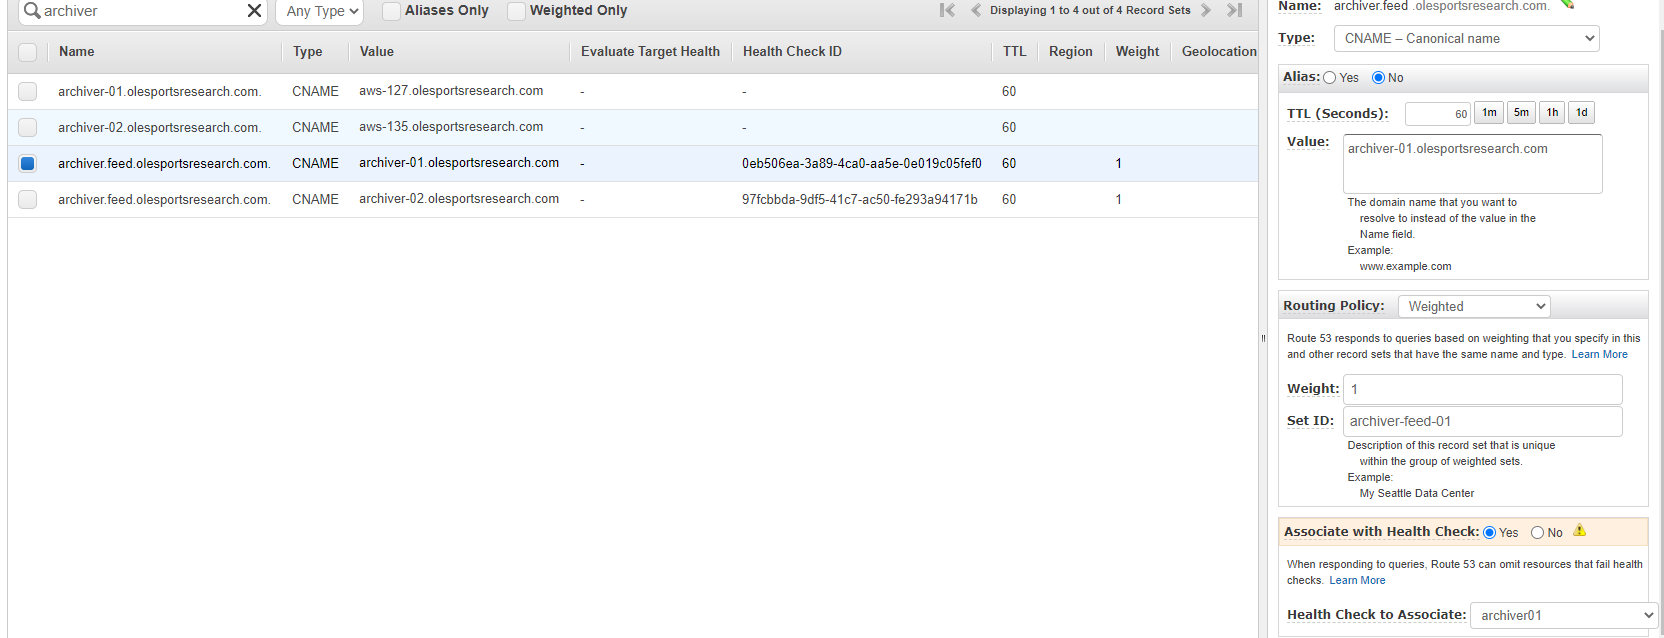 archiver
Any Type
Aliases Only
Weighted Only
Displaying 1 to 4 out of 4 Record Sets
Name Type Value Evaluate Target Health Health Check ID TTL Region Weight Geolocation
archiver-01.olesportsresearch.com. CNAME aws-127.olesportsresearch.com - - 60
archiver-02.olesportsresearch.com. CNAME aws-135.olesportsresearch.com - - 60
archiver.feed.olesportsresearch.com. CNAME archiver-01.olesportsresearch.com - 0eb506ea-3a89-4ca0-aa5e-0e019c05fef0 60 1
archiver.feed.olesportsresearch.com. CNAME archiver-02.olesportsresearch.com - 97fcbbda-9df5-41c7-ac50-fe293a94171b 60 1
Name: archiver.feed .olesportsresearch.com.
Type: CNAME – Canonical name
Alias: Yes No
TTL (Seconds): 60 1m 5m 1h 1d
Value: archiver-01.olesportsresearch.com
The domain name that you want to
resolve to instead of the value in the
Name field.
Example:
www.example.com
Routing Policy: Weighted
Route 53 responds to queries based on weighting that you specify in this
and other record sets that have the same name and type. Learn More
Weight: 1
Set ID: archiver-feed-01
Description of this record set that is unique
within the group of weighted sets.
Example:
My Seattle Data Center
Associate with Health Check: Yes No
When responding to queries, Route 53 can omit resources that fail health
checks. Learn More
Health Check to Associate: archiver01